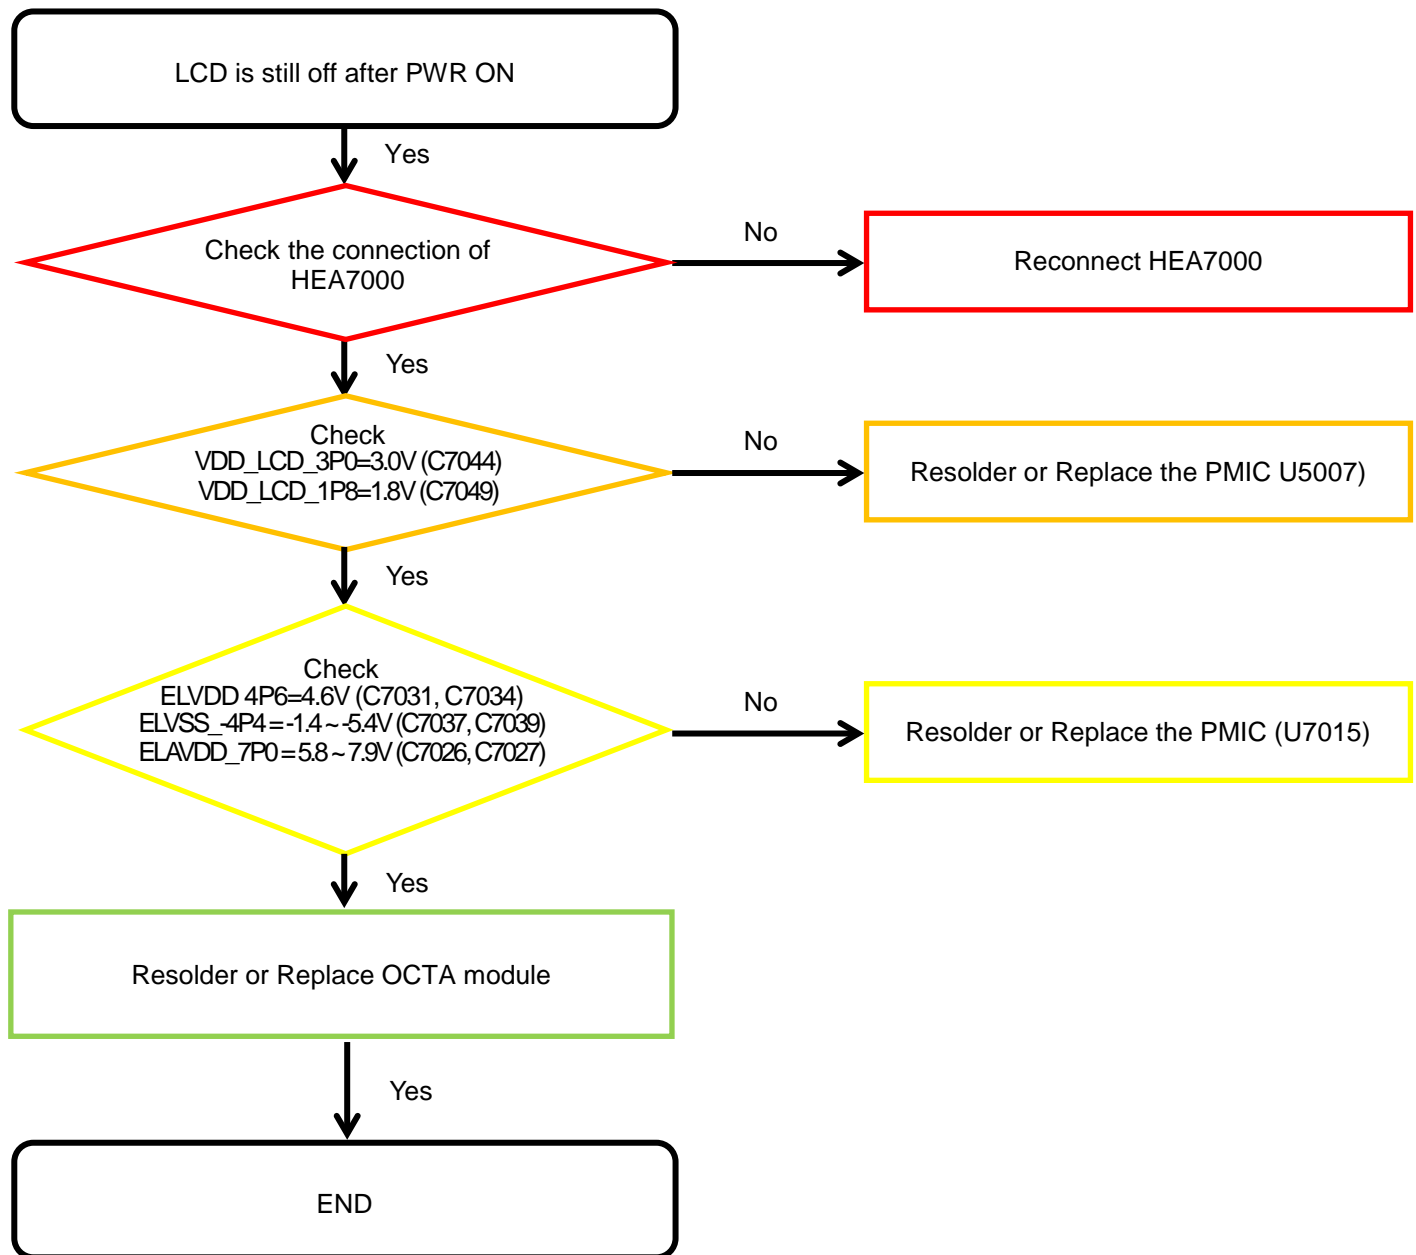 LCD is still off after PWR ON
Yes
Check the connection of
HEA7000
No
Reconnect HEA7000
Yes
Check
VDD_LCD_3P0=3.0V (C7044)
VDD_LCD_1P8=1.8V (C7049)
No
Resolder or Replace the PMIC U5007)
Yes
Check
ELVDD 4P6=4.6V (C7031, C7034)
ELVSS_-4P4 = -1.4 ~ -5.4V (C7037, C7039)
ELAVDD_7P0 = 5.8 ~ 7.9V (C7026, C7027)
No
Resolder or Replace the PMIC (U7015)
Yes
Resolder or Replace OCTA module
Yes
END